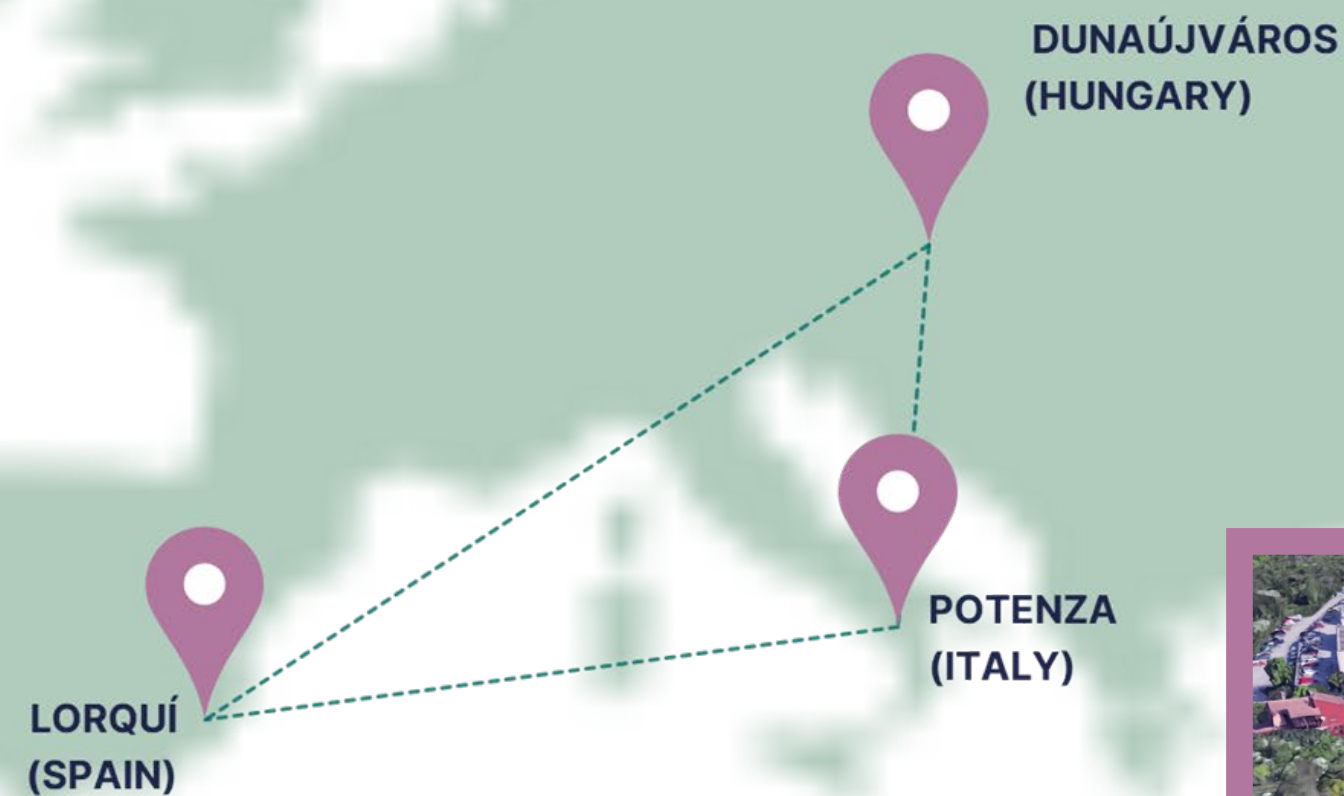 DUNAÚJVÁROS
(HUNGARY)
POTENZA
(ITALY)
LORQUÍ
(SPAIN)